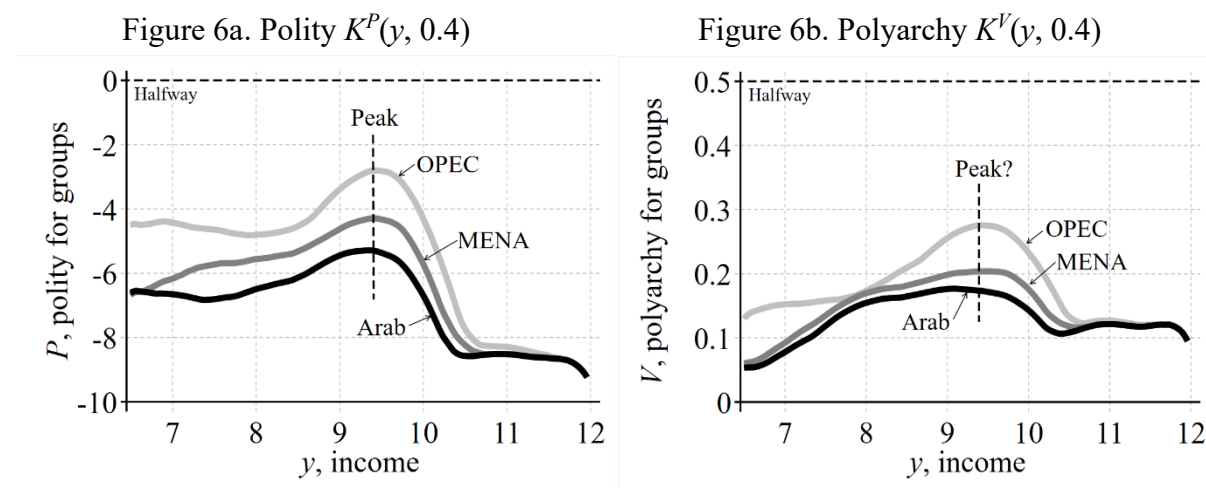 Figure 6a. Polity K^P(y, 0.4)
0
Halfway
Peak
-2
OPEC
-4
MENA
-6
Arab
-8
-10
7 8 9 10 11 12
P, polity for groups
y, income
Figure 6b. Polyarchy K^V(y, 0.4)
0.5
Halfway
0.4
Peak?
0.3
OPEC
MENA
0.2
Arab
0.1
0
7 8 9 10 11 12
V, polyarchy for groups
y, income